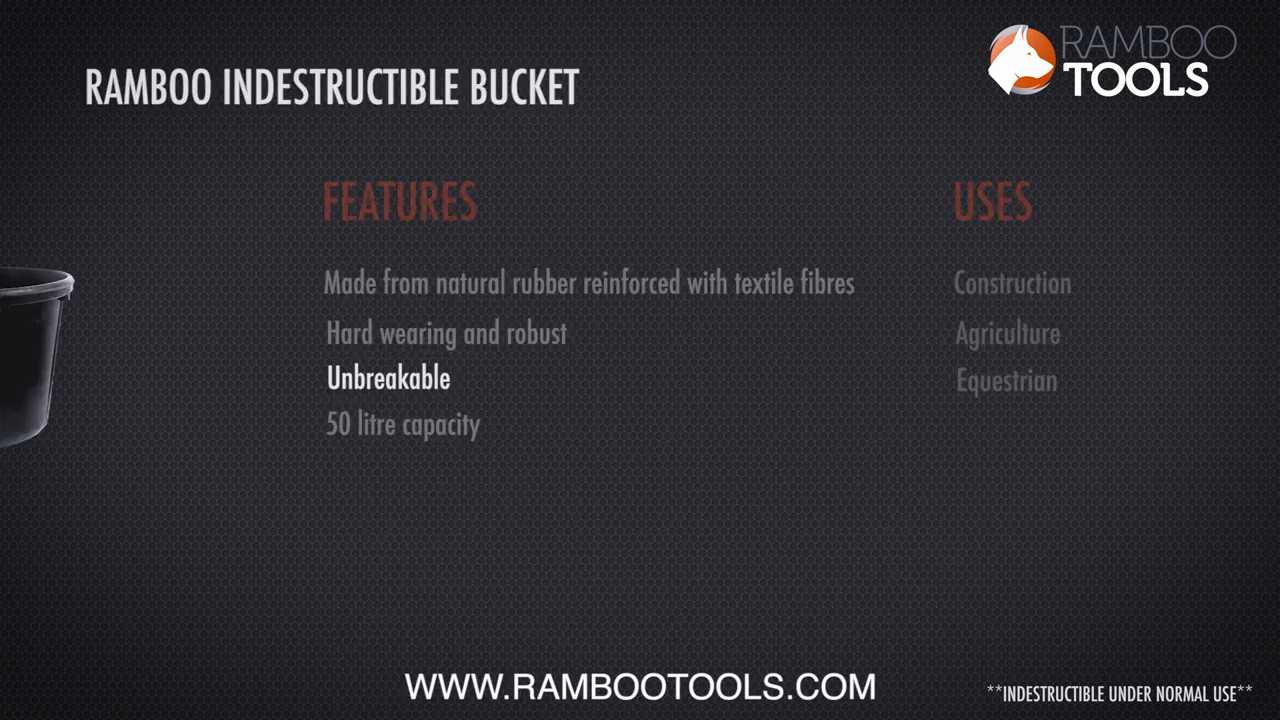 RAMBOO
TOOLS
RAMBOO INDESTRUCTIBLE BUCKET
FEATURES
Made from natural rubber reinforced with textile fibres
Hard wearing and robust
Unbreakable
50 litre capacity
USES
Construction
Agriculture
Equestrian
WWW.RAMBOOTOOLS.COM
**INDESTRUCTIBLE UNDER NORMAL USE**